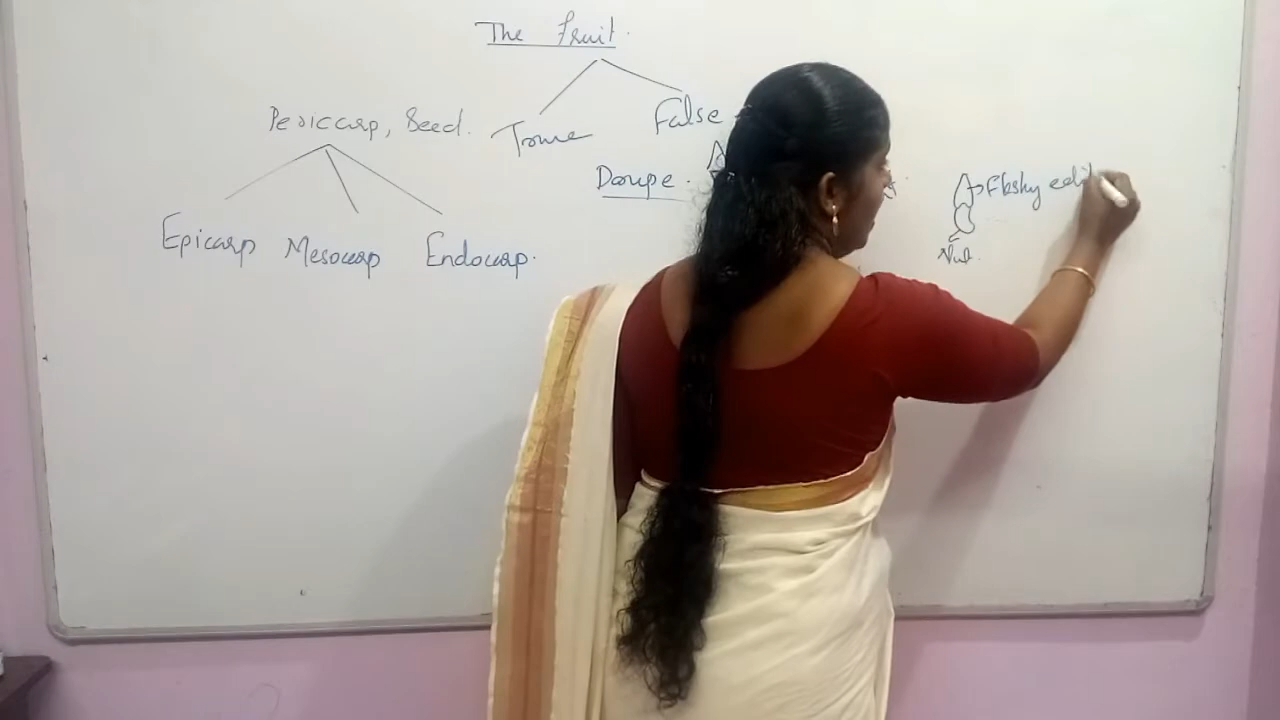 The Fruit.
Pericarp, Seed.
True
False
Drupe.
Fleshy edi
Nut.
Epicarp Mesocarp Endocarp.